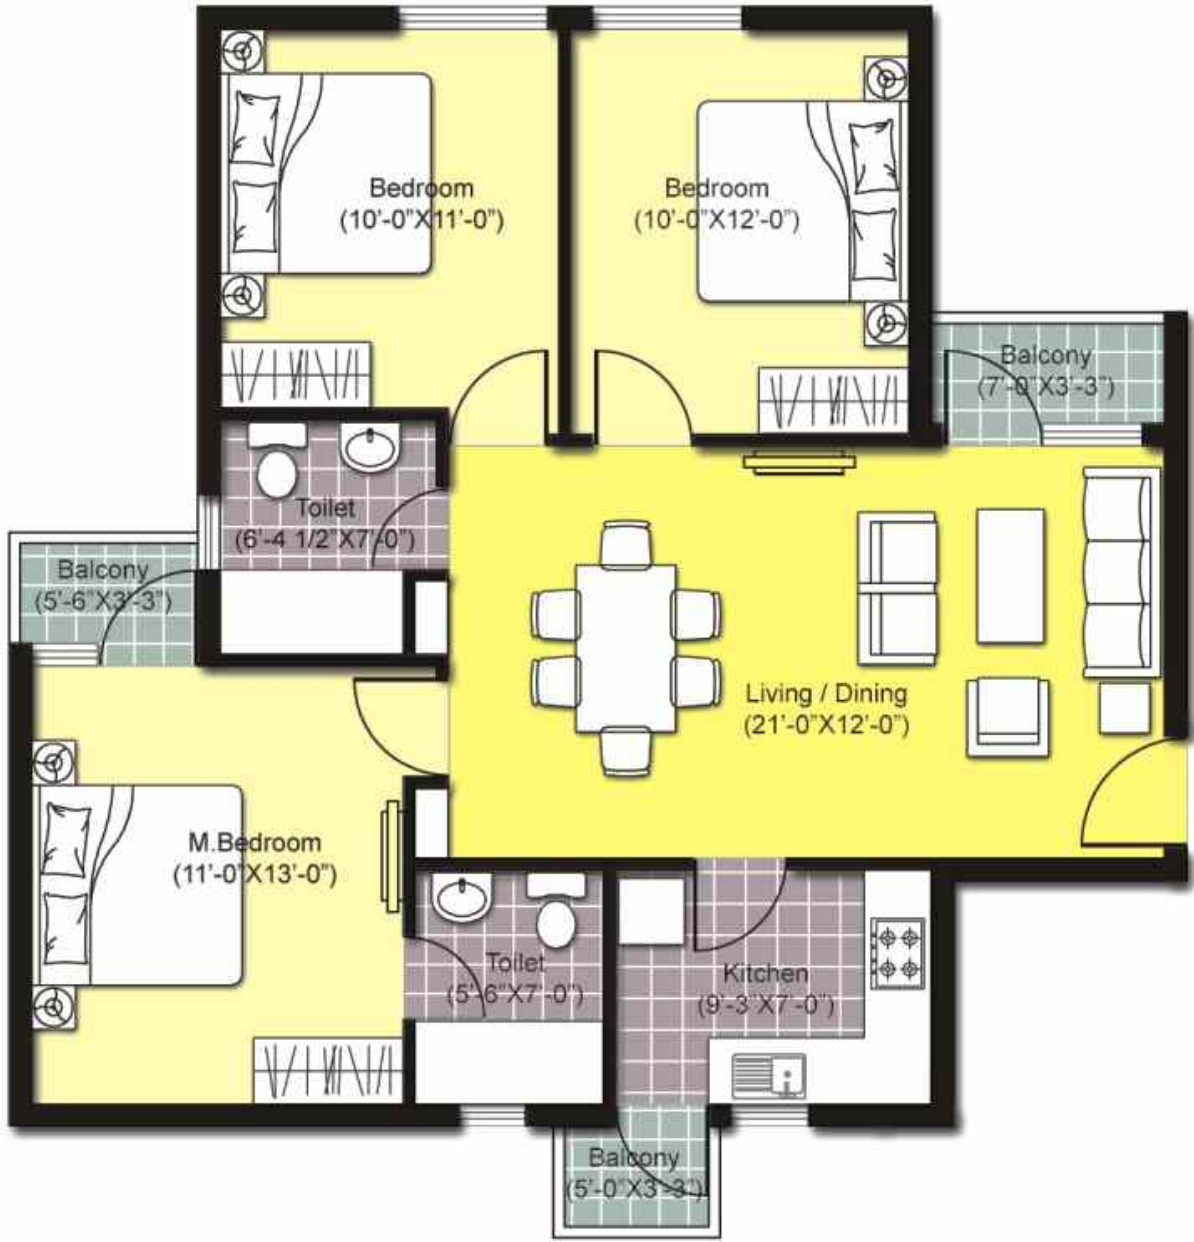 Bedroom
(10'-0"X11'-0")
Bedroom
(10'-0"X12'-0")
Balcony
(7'-0"X3'-3")
Toilet
(6'-4 1/2"X7'-0")
Balcony
(5'-6"X3'-3")
Living / Dining
(21'-0"X12'-0")
M.Bedroom
(11'-0"X13'-0")
Toilet
(5'-6"X7'-0")
Kitchen
(9'-3"X7'-0")
Balcony
(5'-0"X3'-3")